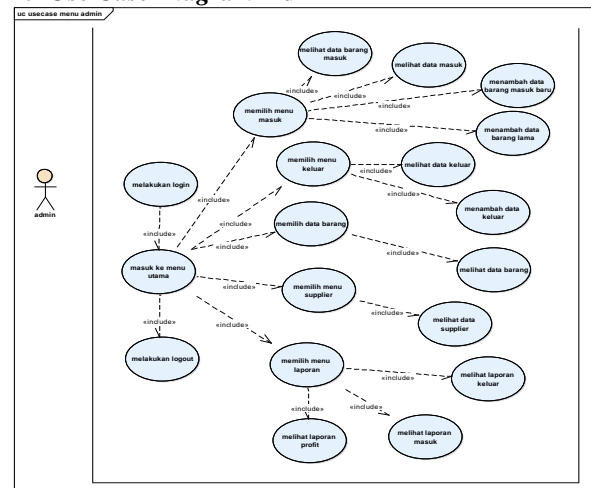 uc usecase menu admin
melihat data barang
masuk
melihat data masuk
«include»
«include»
menambah data
barang masuk baru
memilih menu
masuk
«include»
«include»
menambah data
barang lama
memilih menu
keluar
«include»
melihat data keluar
admin
melakukan login
«include»
«include»
menambah data
keluar
«include»
«include»
memilih data barang
«include»
«include»
masuk ke menu
utama
melihat data barang
memilih menu
supplier
«include»
«include»
melihat data
supplier
«include»
«include»
melakukan logout
memilih menu
laporan
«include»
melihat laporan
keluar
«include»
«include»
melihat laporan
profit
melihat laporan
masuk